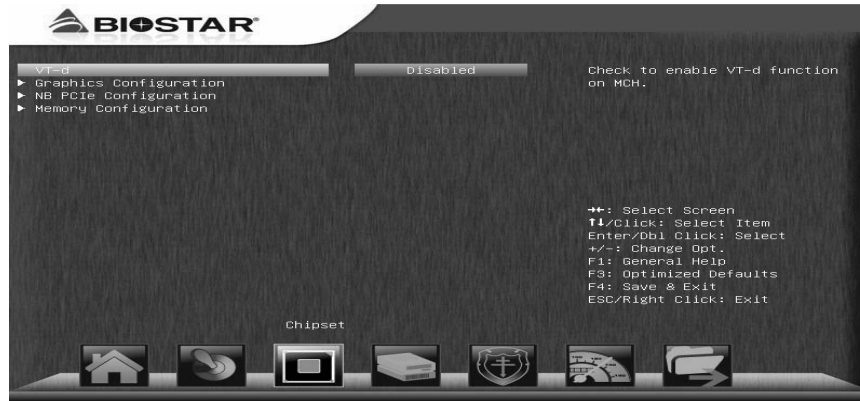 BIOSTAR
VT-d Disabled
Graphics Configuration
NB PCIe Configuration
Memory Configuration
Check to enable VT-d function
on MCH.
→←: Select Screen
↑↓/Click: Select Item
Enter/Dbl Click: Select
+/-: Change Opt.
F1: General Help
F3: Optimized Defaults
F4: Save & Exit
ESC/Right Click: Exit
Chipset